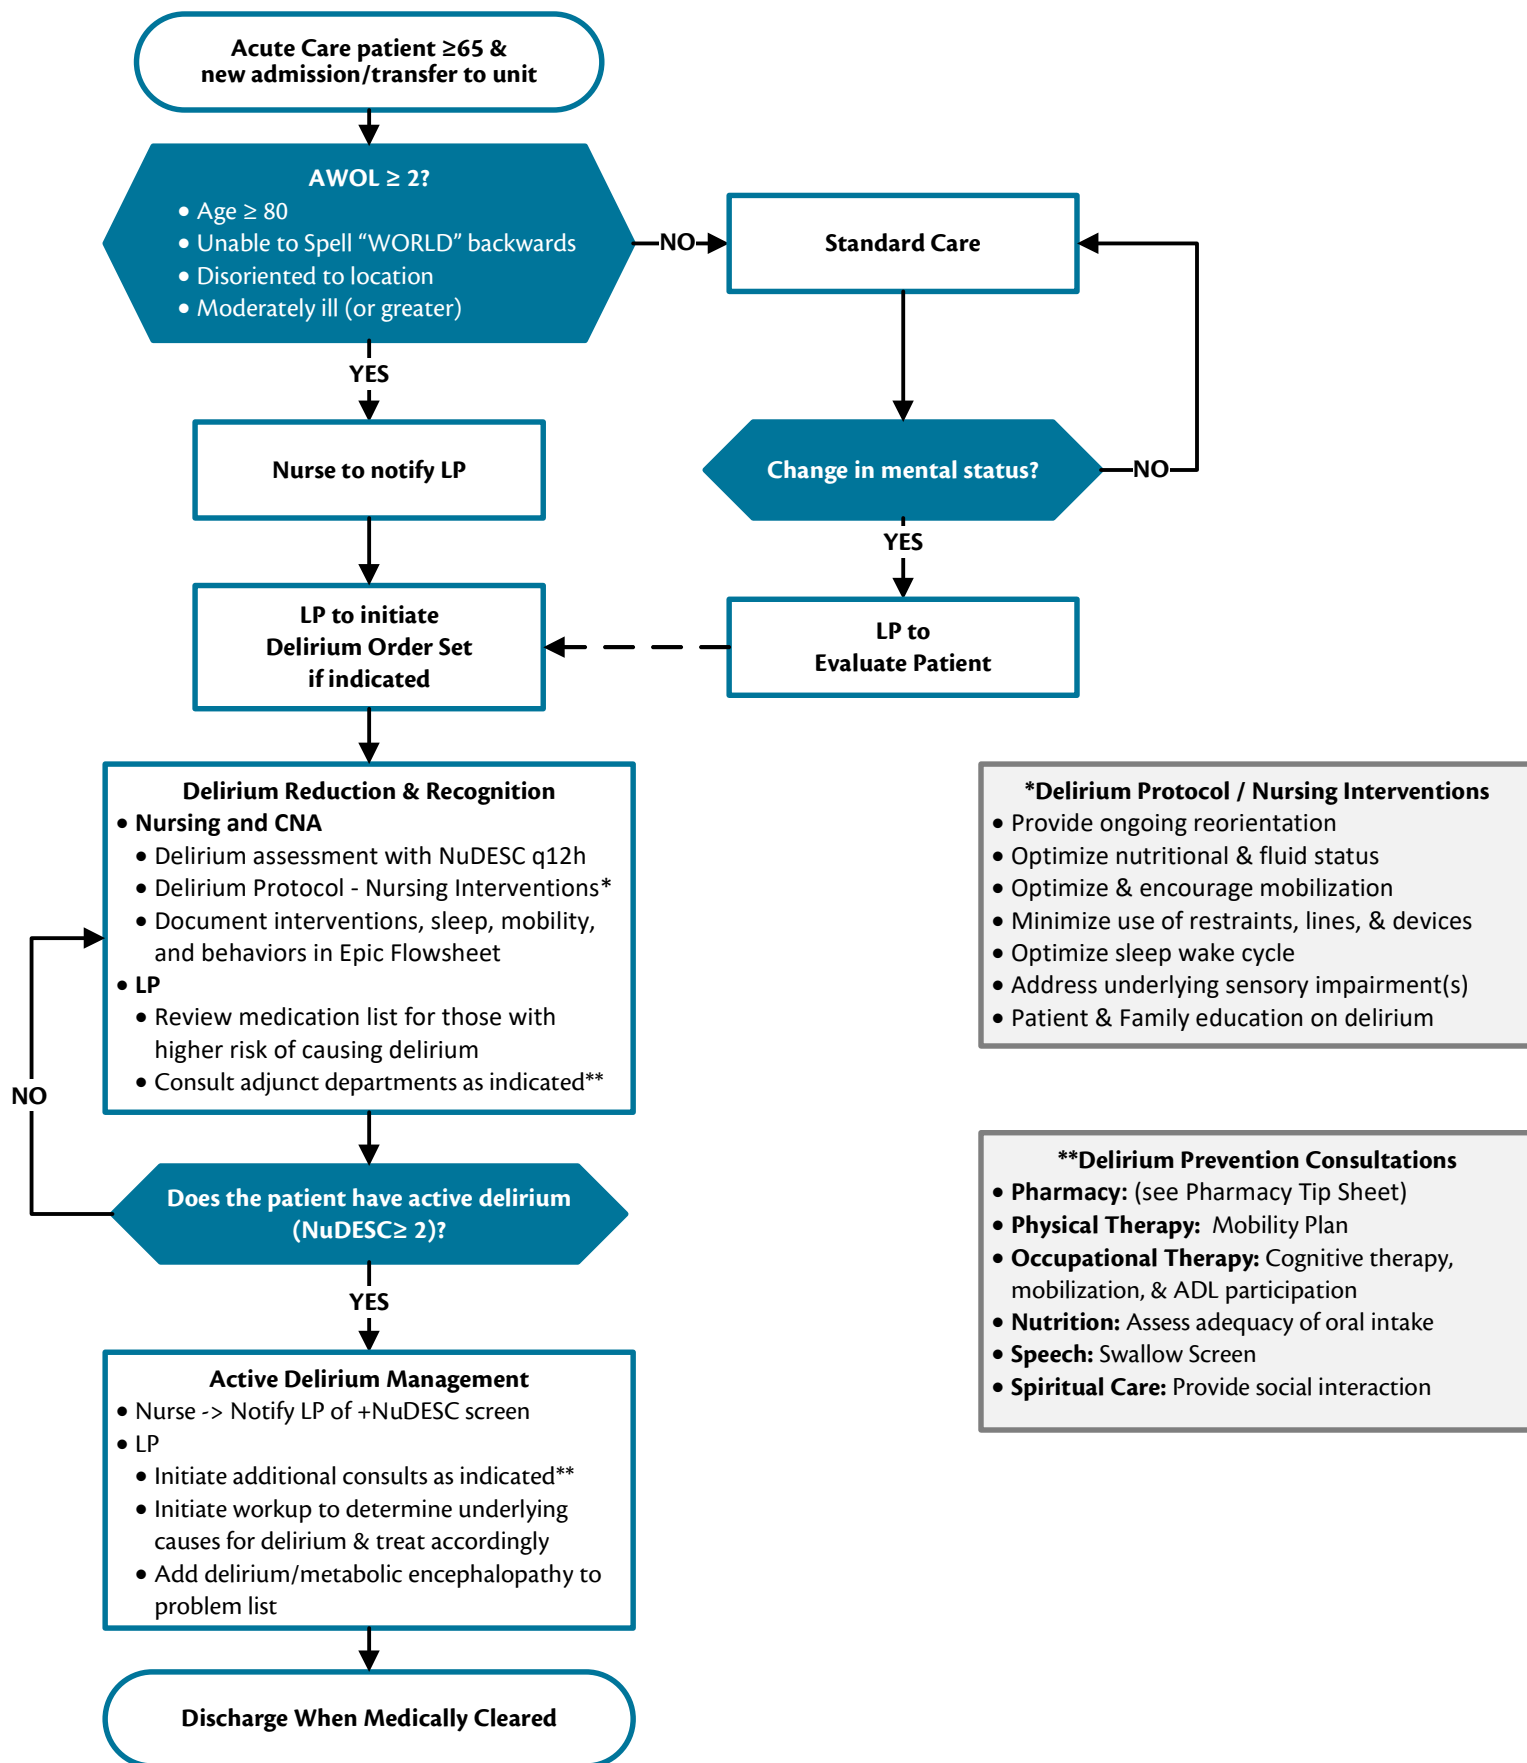 Acute Care patient ≥65 &
new admission/transfer to unit
AWOL ≥ 2?
• Age ≥ 80
• Unable to Spell “WORLD” backwards
• Disoriented to location
• Moderately ill (or greater)
NO
Standard Care
YES
Nurse to notify LP
Change in mental status?
NO
YES
LP to initiate
Delirium Order Set
if indicated
LP to
Evaluate Patient
Delirium Reduction & Recognition
• Nursing and CNA
• Delirium assessment with NuDESC q12h
• Delirium Protocol - Nursing Interventions*
• Document interventions, sleep, mobility,
and behaviors in Epic Flowsheet
• LP
• Review medication list for those with
higher risk of causing delirium
• Consult adjunct departments as indicated**
NO
*Delirium Protocol / Nursing Interventions
• Provide ongoing reorientation
• Optimize nutritional & fluid status
• Optimize & encourage mobilization
• Minimize use of restraints, lines, & devices
• Optimize sleep wake cycle
• Address underlying sensory impairment(s)
• Patient & Family education on delirium
Does the patient have active delirium
(NuDESC≥ 2)?
YES
**Delirium Prevention Consultations
• Pharmacy: (see Pharmacy Tip Sheet)
• Physical Therapy: Mobility Plan
• Occupational Therapy: Cognitive therapy,
mobilization, & ADL participation
• Nutrition: Assess adequacy of oral intake
• Speech: Swallow Screen
• Spiritual Care: Provide social interaction
Active Delirium Management
• Nurse -> Notify LP of +NuDESC screen
• LP
• Initiate additional consults as indicated**
• Initiate workup to determine underlying
causes for delirium & treat accordingly
• Add delirium/metabolic encephalopathy to
problem list
Discharge When Medically Cleared